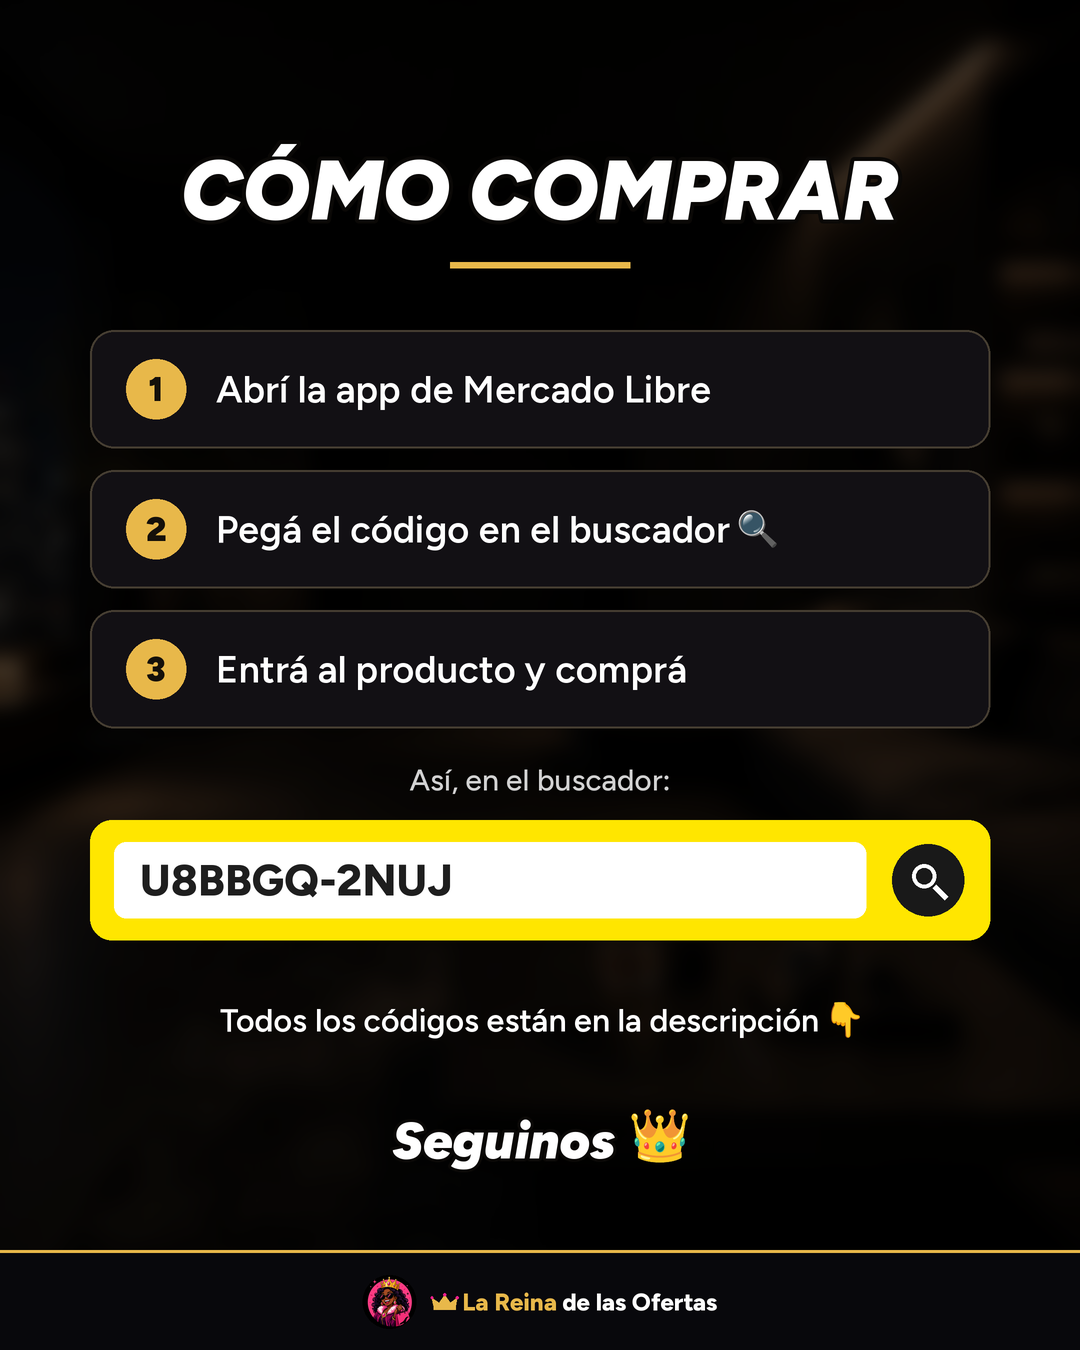 CÓMO COMPRAR
1 Abrí la app de Mercado Libre
2 Pegá el código en el buscador 🔍
3 Entrá al producto y comprá
Así, en el buscador:
U8BBGQ-2NUJ
Todos los códigos están en la descripción 👇
Seguinos 👑
La Reina de las Ofertas